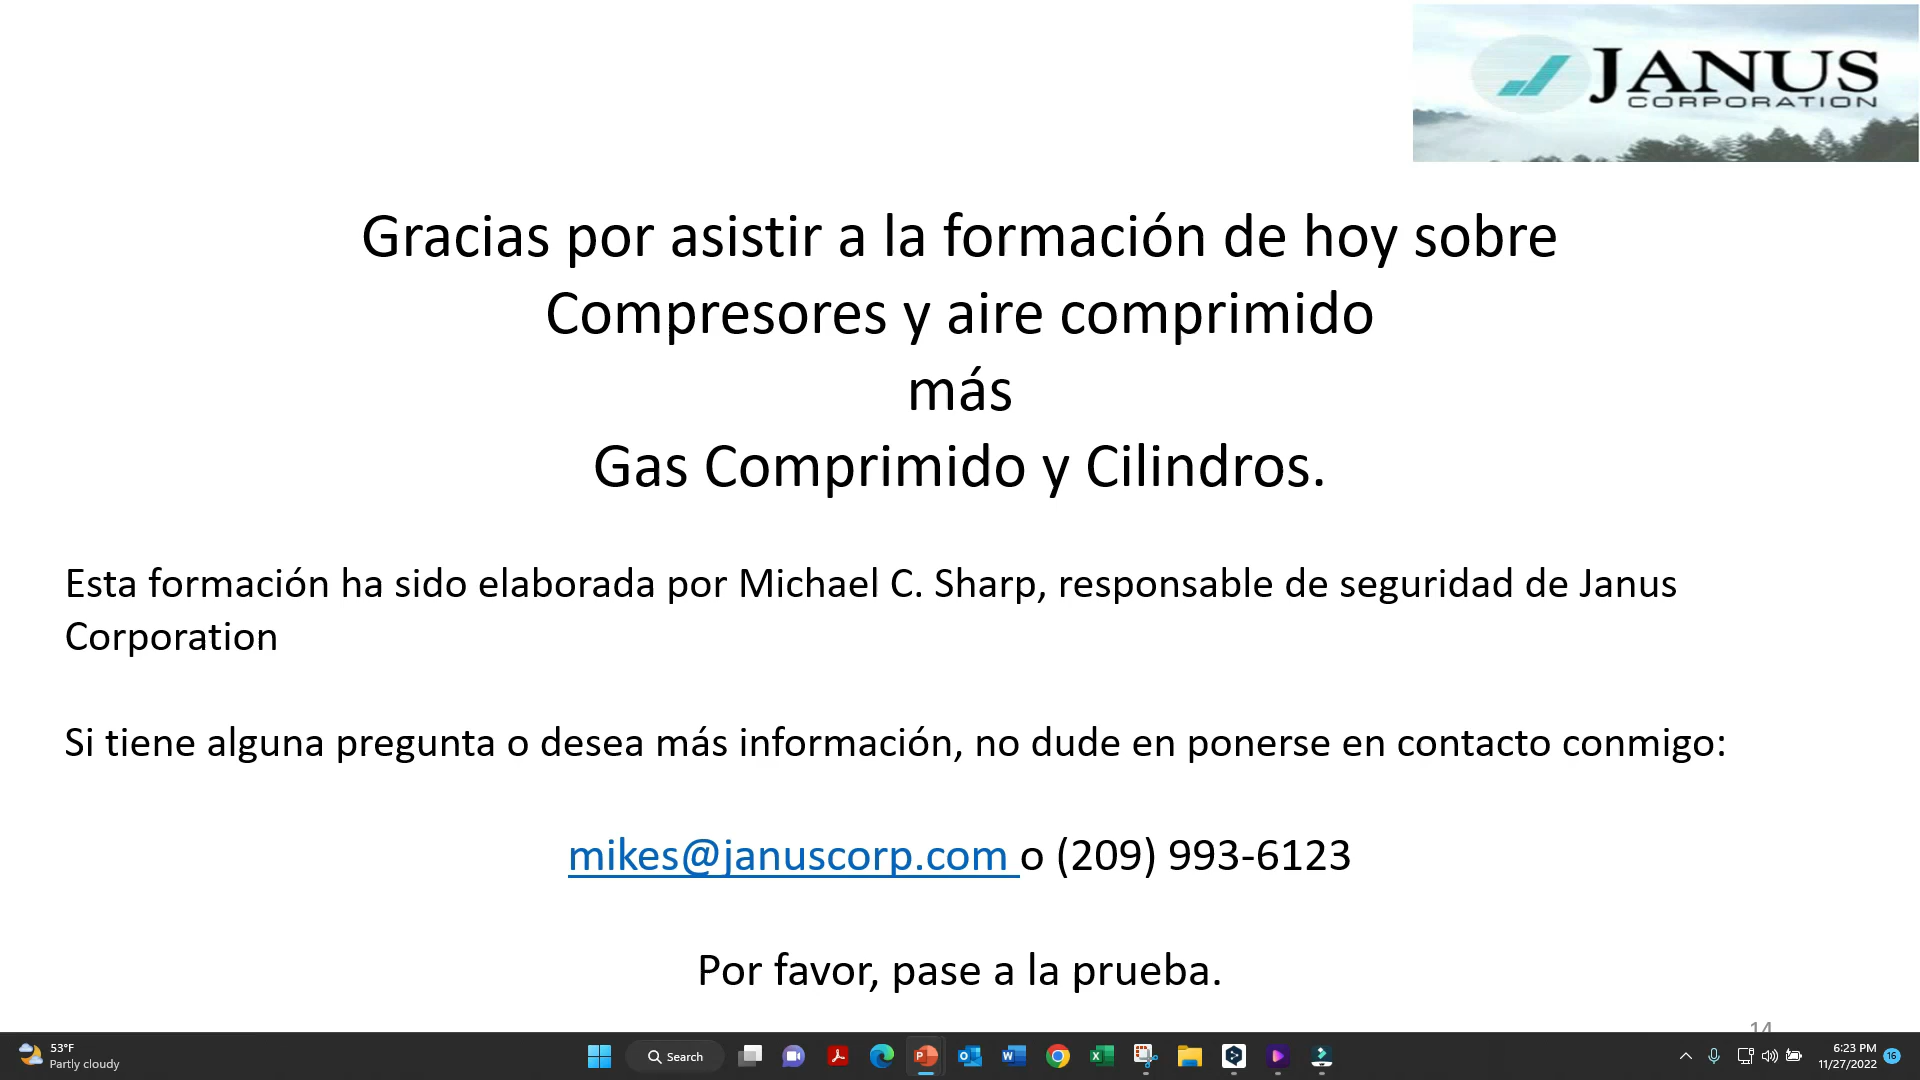 JANUS
CORPORATION
Gracias por asistir a la formación de hoy sobre
Compresores y aire comprimido
más
Gas Comprimido y Cilindros.
Esta formación ha sido elaborada por Michael C. Sharp, responsable de seguridad de Janus
Corporation
Si tiene alguna pregunta o desea más información, no dude en ponerse en contacto conmigo:
mikes@januscorp.com o (209) 993-6123
Por favor, pase a la prueba.
14
53°F
Partly cloudy
Search
6:23 PM
11/27/2022
16